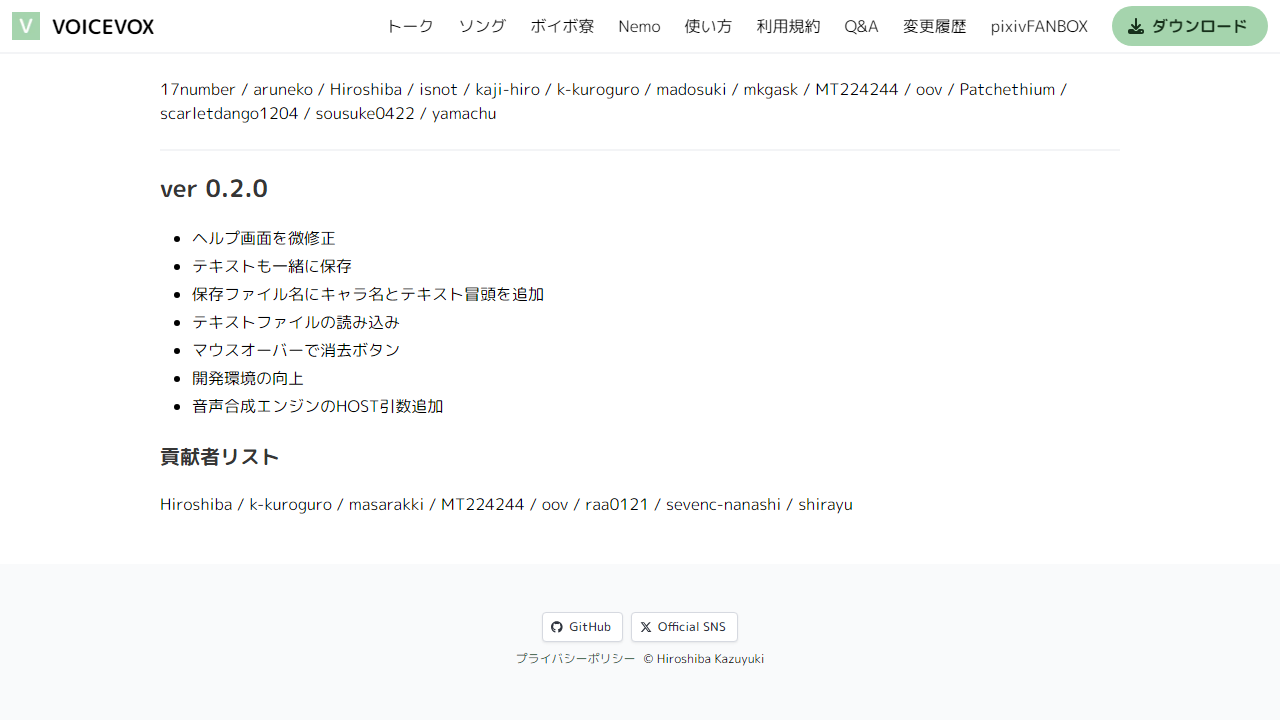 V VOICEVOX トーク ソング ボイボ寮 Nemo 使い方 利用規約 Q&A 変更履歴 pixivFANBOX ダウンロード
17number / aruneko / Hiroshiba / isnot / kaji-hiro / k-kuroguro / madosuki / mkgask / MT224244 / oov / Patchethium /
scarletdango1204 / sousuke0422 / yamachu
ver 0.2.0
ヘルプ画面を微修正
テキストも一緒に保存
保存ファイル名にキャラ名とテキスト冒頭を追加
テキストファイルの読み込み
マウスオーバーで消去ボタン
開発環境の向上
音声合成エンジンのHOST引数追加
貢献者リスト
Hiroshiba / k-kuroguro / masarakki / MT224244 / oov / raa0121 / sevenc-nanashi / shirayu
GitHub Official SNS
プライバシーポリシー © Hiroshiba Kazuyuki